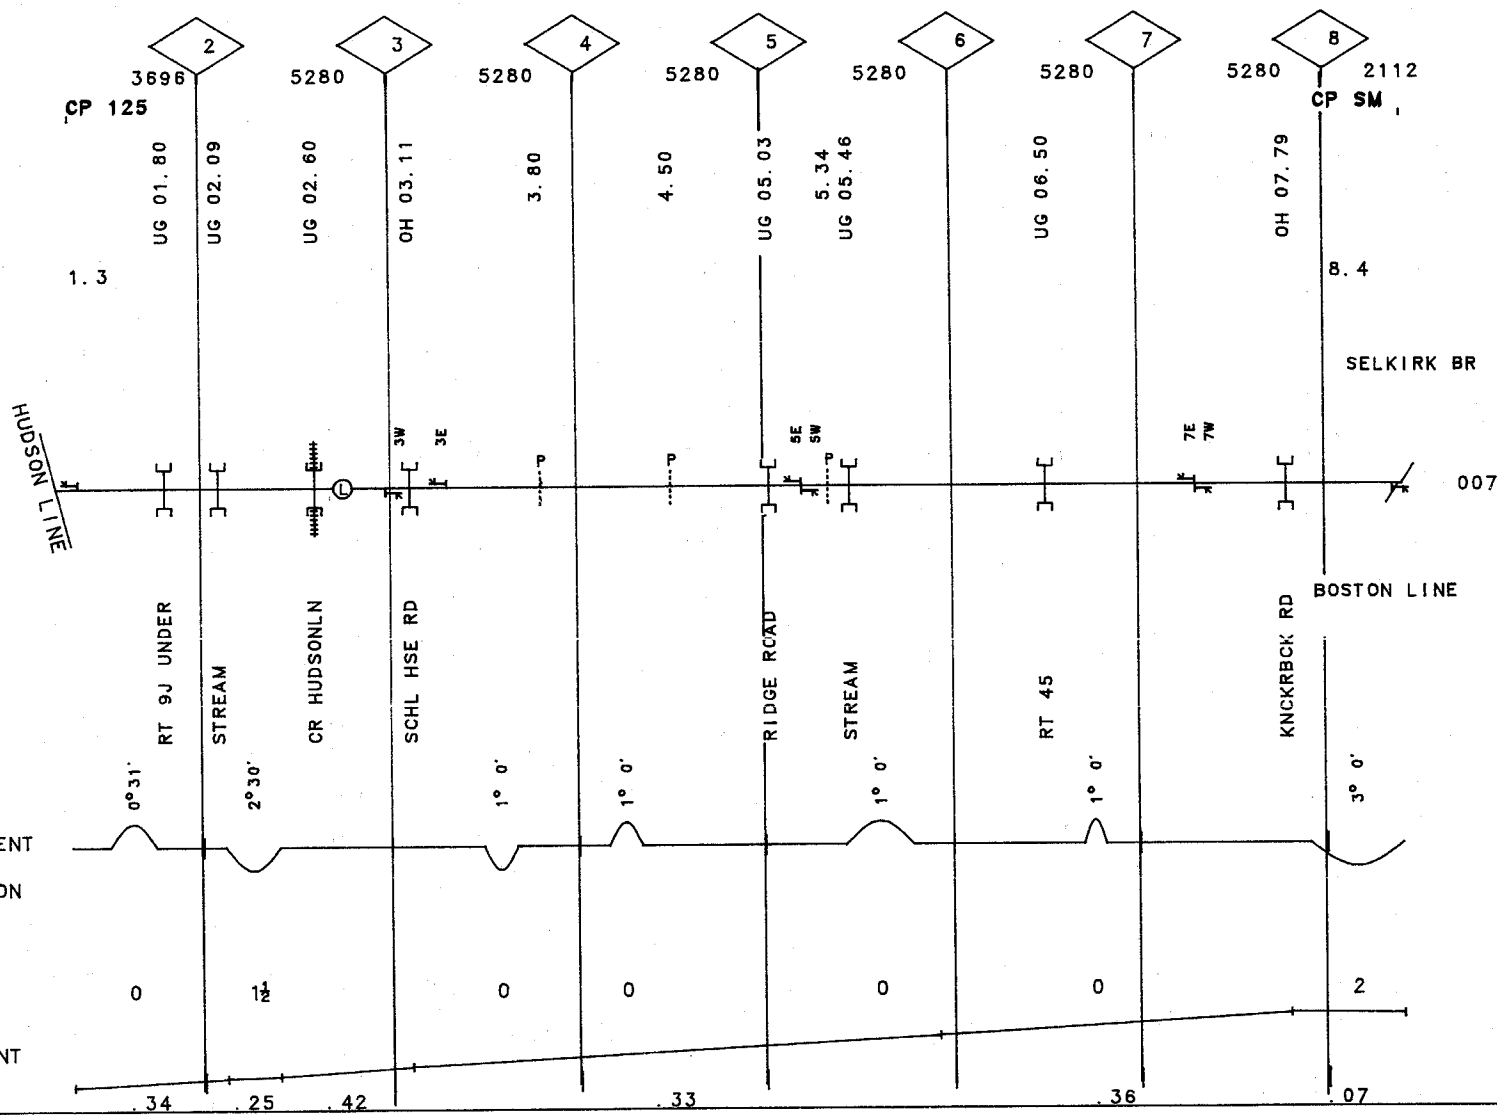 2 3 4 5 6 7 8
3696 5280 5280 5280 5280 5280 5280 2112
CP 125
CP SM
UG 01.80
UG 02.09
UG 02.60
OH 03.11
3.80
4.50
UG 05.03
5.34
UG 05.46
UG 06.50
OH 07.79
1.3
8.4
SELKIRK BR
HUDSON LINE
3W
3E
P
P
5E
5W
P
7E
7W
L
007
BOSTON LINE
RT 9J UNDER
STREAM
CR HUDSONLN
SCHL HSE RD
RIDGE ROAD
STREAM
RT 45
KNCKRBCK RD
0°31'
2°30'
1° 0'
1° 0'
1° 0'
1° 0'
3° 0'
ENT
ON
0 1½ 0 0 0 0 2
NT
.34 .25 .42 .33 .36 .07